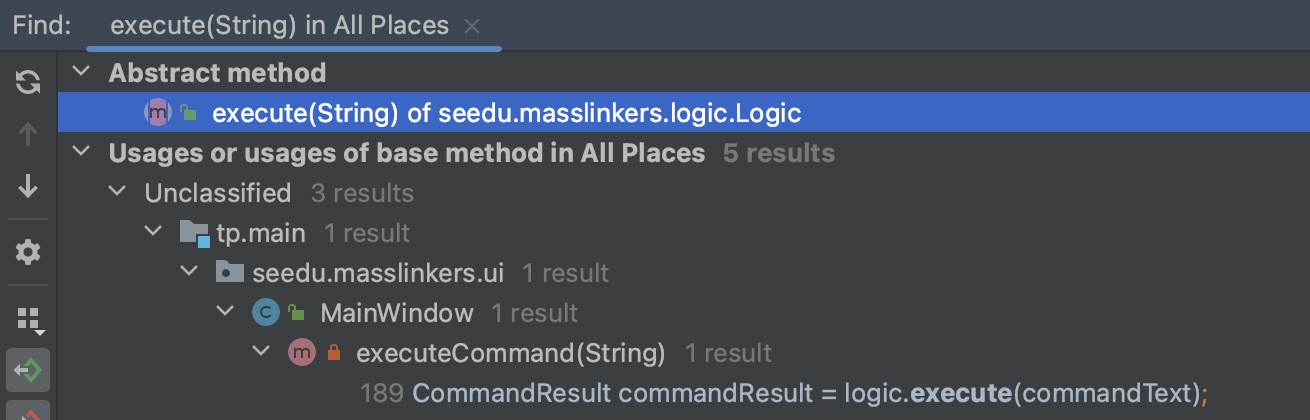 Find: execute(String) in All Places
Abstract method
m execute(String) of seedu.masslinkers.logic.Logic
Usages or usages of base method in All Places 5 results
Unclassified 3 results
tp.main 1 result
seedu.masslinkers.ui 1 result
C MainWindow 1 result
m executeCommand(String) 1 result
189 CommandResult commandResult = logic.execute(commandText);